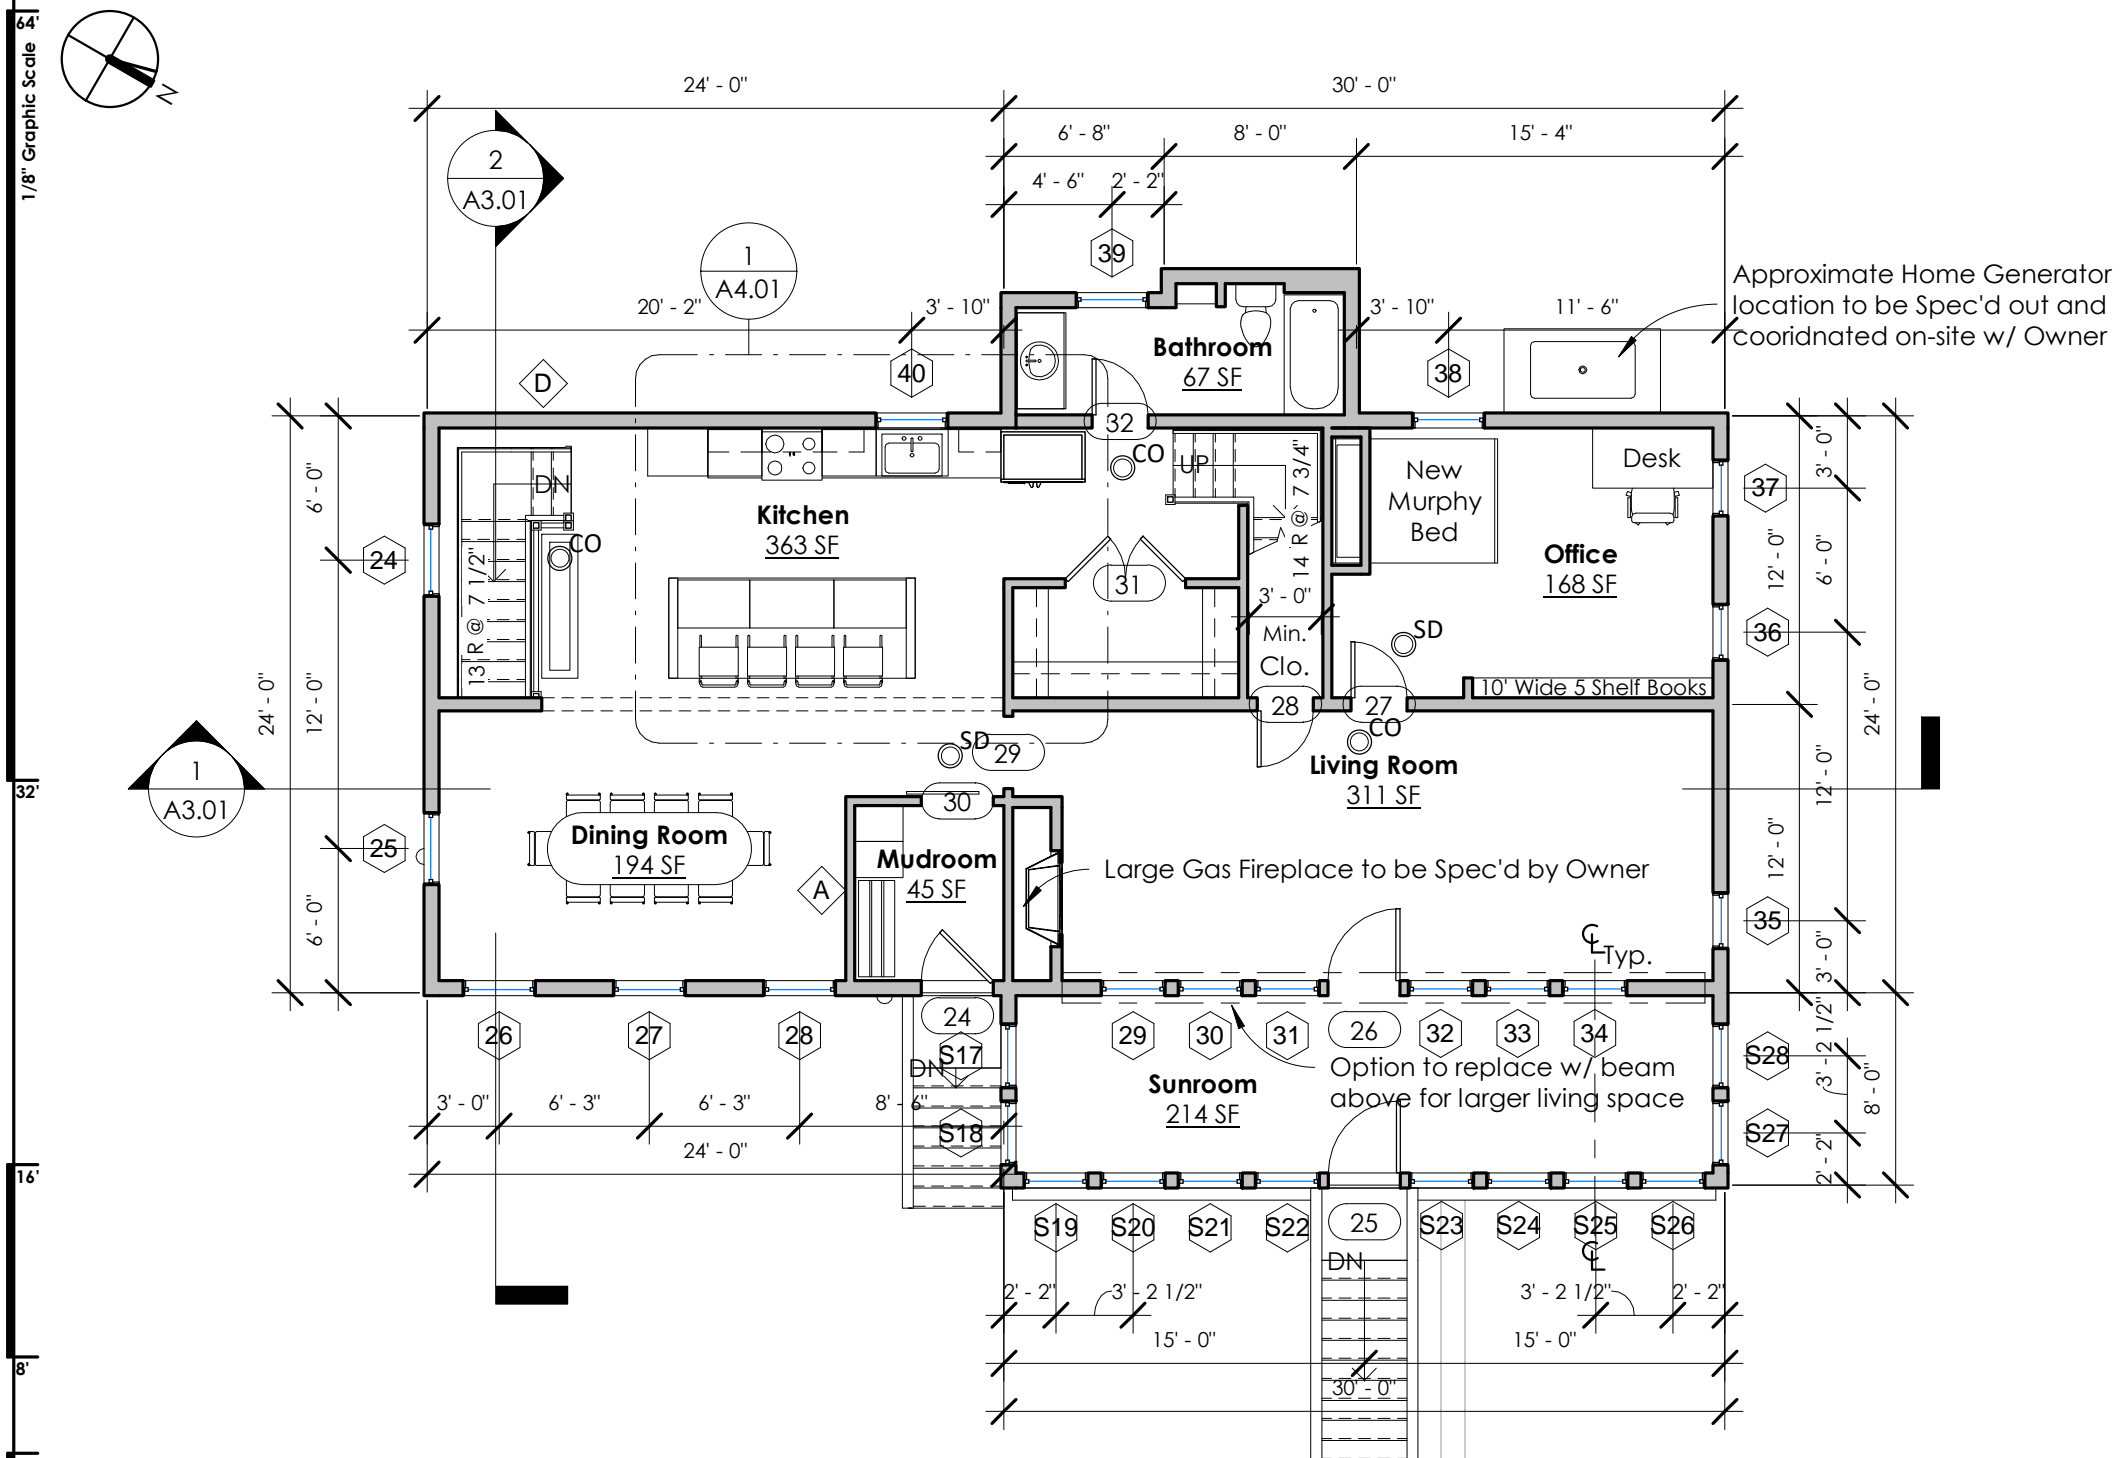 64'
1/8" Graphic Scale
32'
16'
8'
N
24' - 0"
30' - 0"
6' - 8"
8' - 0"
15' - 4"
4' - 6"
2' - 2"
2
A3.01
1
A4.01
39
20' - 2"
3' - 10"
3' - 10"
11' - 6"
Approximate Home Generator
location to be Spec'd out and
cooridnated on-site w/ Owner
Bathroom
67 SF
D
40
38
32
CO
UP
14 R @ 7 3/4"
DN
CO
13 R @ 7 1/2"
Kitchen
363 SF
New
Murphy
Bed
Desk
Office
168 SF
37
36
3' - 0"
6' - 0"
12' - 0"
24' - 0"
6' - 0"
12' - 0"
24' - 0"
6' - 0"
24
25
31
3' - 0"
Min.
Clo.
SD
10' Wide 5 Shelf Books
28
27
CO
SD
29
1
A3.01
30
Living Room
311 SF
12' - 0"
12' - 0"
3' - 0"
Dining Room
194 SF
Mudroom
45 SF
A
Large Gas Fireplace to be Spec'd by Owner
35
CL Typ.
26
27
28
24
S17
DN
S18
29
30
31
26
32
33
34
Option to replace w/ beam
above for larger living space
Sunroom
214 SF
S28
S27
3' - 2 1/2"
3' - 2 1/2"
2' - 2"
8' - 0"
3' - 0"
6' - 3"
6' - 3"
8' - 6"
24' - 0"
S19
S20
S21
S22
25
S23
S24
S25
S26
CL
DN
2' - 2"
3' - 2 1/2"
3' - 2 1/2"
2' - 2"
15' - 0"
15' - 0"
30' - 0"